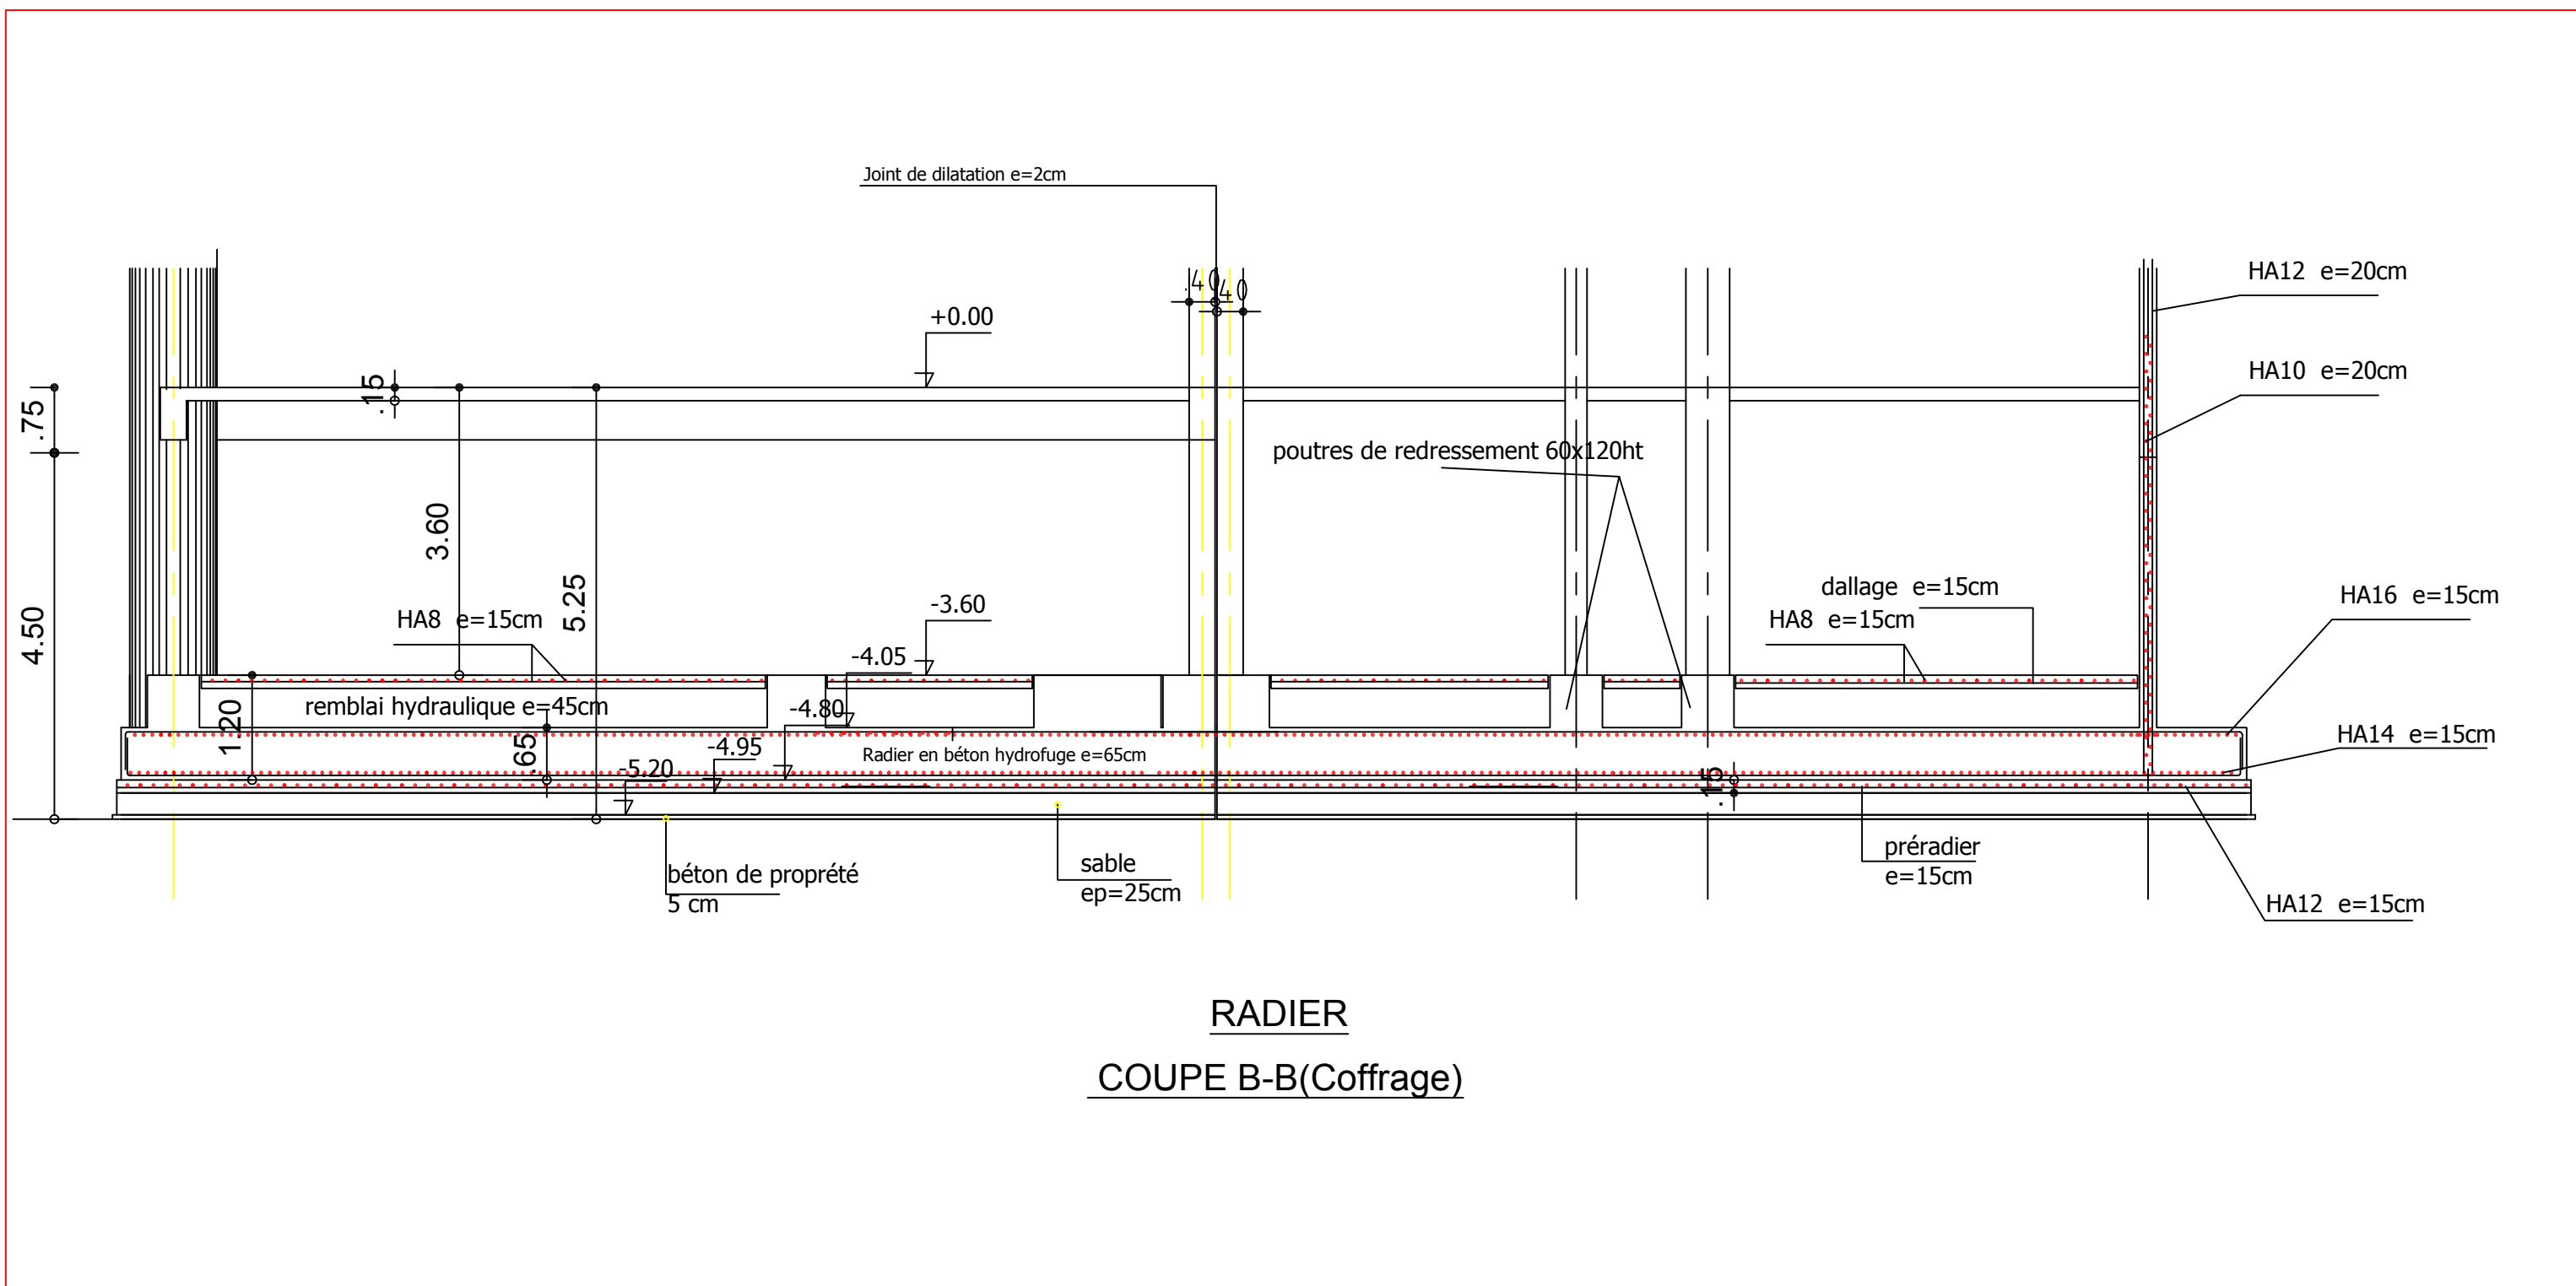 Joint de dilatation e=2cm
.40
.40
HA12 e=20cm
+0.00
HA10 e=20cm
.15
.75
poutres de redressement 60x120ht
3.60
5.25
4.50
dallage e=15cm
HA8 e=15cm
HA16 e=15cm
-3.60
HA8 e=15cm
-4.05
remblai hydraulique e=45cm
-4.80
1.20
.65
-4.95
Radier en béton hydrofuge e=65cm
HA14 e=15cm
-5.20
.15
béton de proprété
5 cm
sable
ep=25cm
préradier
e=15cm
HA12 e=15cm
RADIER
COUPE B-B(Coffrage)